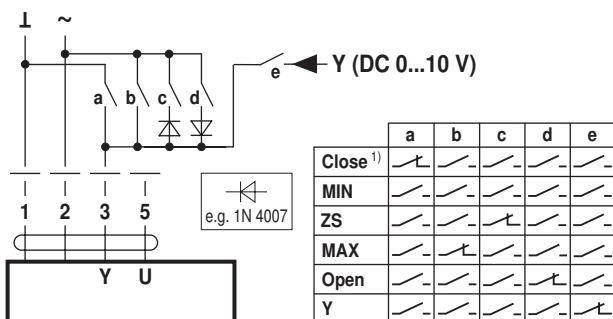 ⊥ ~
e Y (DC 0...10 V)
a b c d
1 2 3 5
e.g. 1N 4007
Y U
a b c d e
Close 1)
MIN
ZS
MAX
Open
Y